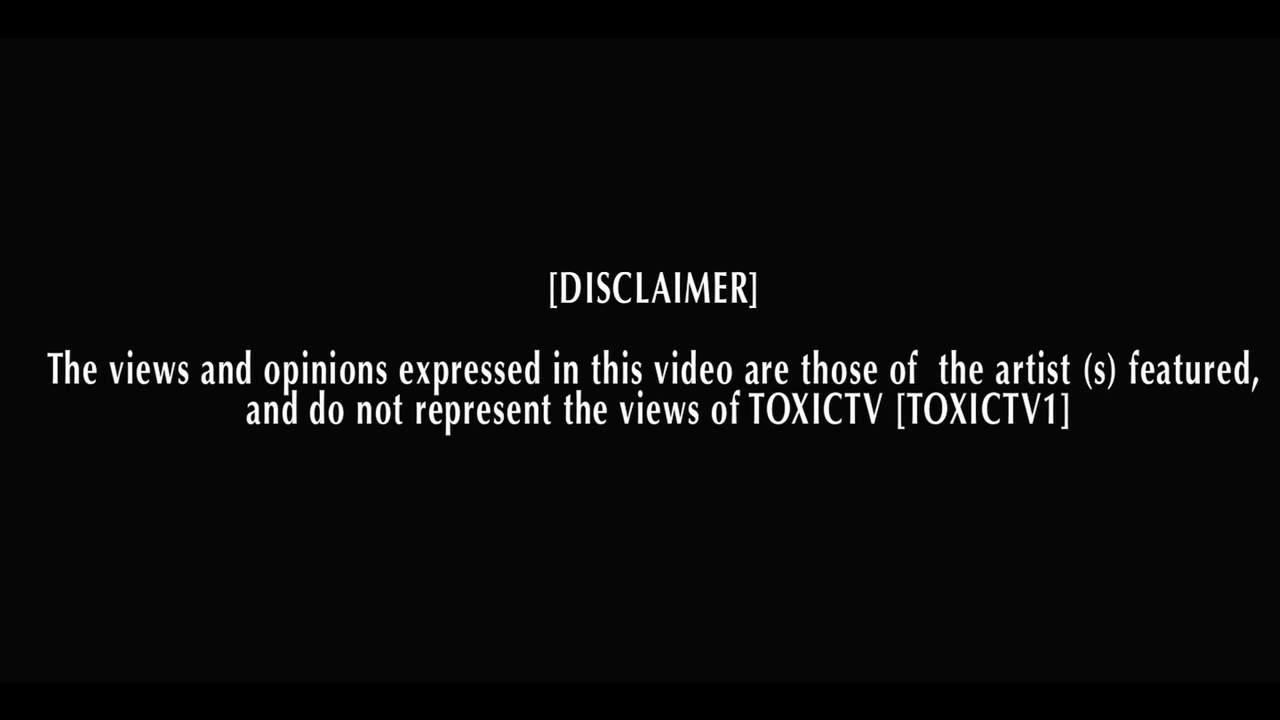 [DISCLAIMER]
The views and opinions expressed in this video are those of  the artist (s) featured,
and do not represent the views of TOXICTV [TOXICTV1]